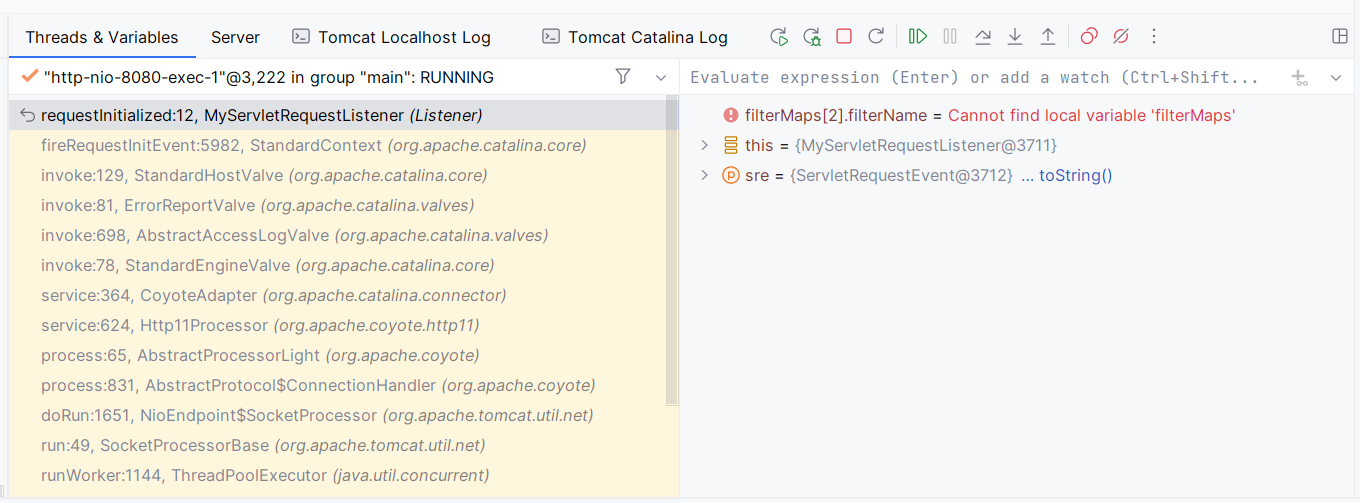 Threads & Variables Server Tomcat Localhost Log Tomcat Catalina Log
"http-nio-8080-exec-1"@3,222 in group "main": RUNNING
Evaluate expression (Enter) or add a watch (Ctrl+Shift...
requestInitialized:12, MyServletRequestListener (Listener)
fireRequestInitEvent:5982, StandardContext (org.apache.catalina.core)
invoke:129, StandardHostValve (org.apache.catalina.core)
invoke:81, ErrorReportValve (org.apache.catalina.valves)
invoke:698, AbstractAccessLogValve (org.apache.catalina.valves)
invoke:78, StandardEngineValve (org.apache.catalina.core)
service:364, CoyoteAdapter (org.apache.catalina.connector)
service:624, Http11Processor (org.apache.coyote.http11)
process:65, AbstractProcessorLight (org.apache.coyote)
process:831, AbstractProtocol$ConnectionHandler (org.apache.coyote)
doRun:1651, NioEndpoint$SocketProcessor (org.apache.tomcat.util.net)
run:49, SocketProcessorBase (org.apache.tomcat.util.net)
runWorker:1144, ThreadPoolExecutor (java.util.concurrent)
filterMaps[2].filterName = Cannot find local variable 'filterMaps'
this = {MyServletRequestListener@3711}
p sre = {ServletRequestEvent@3712} ... toString()